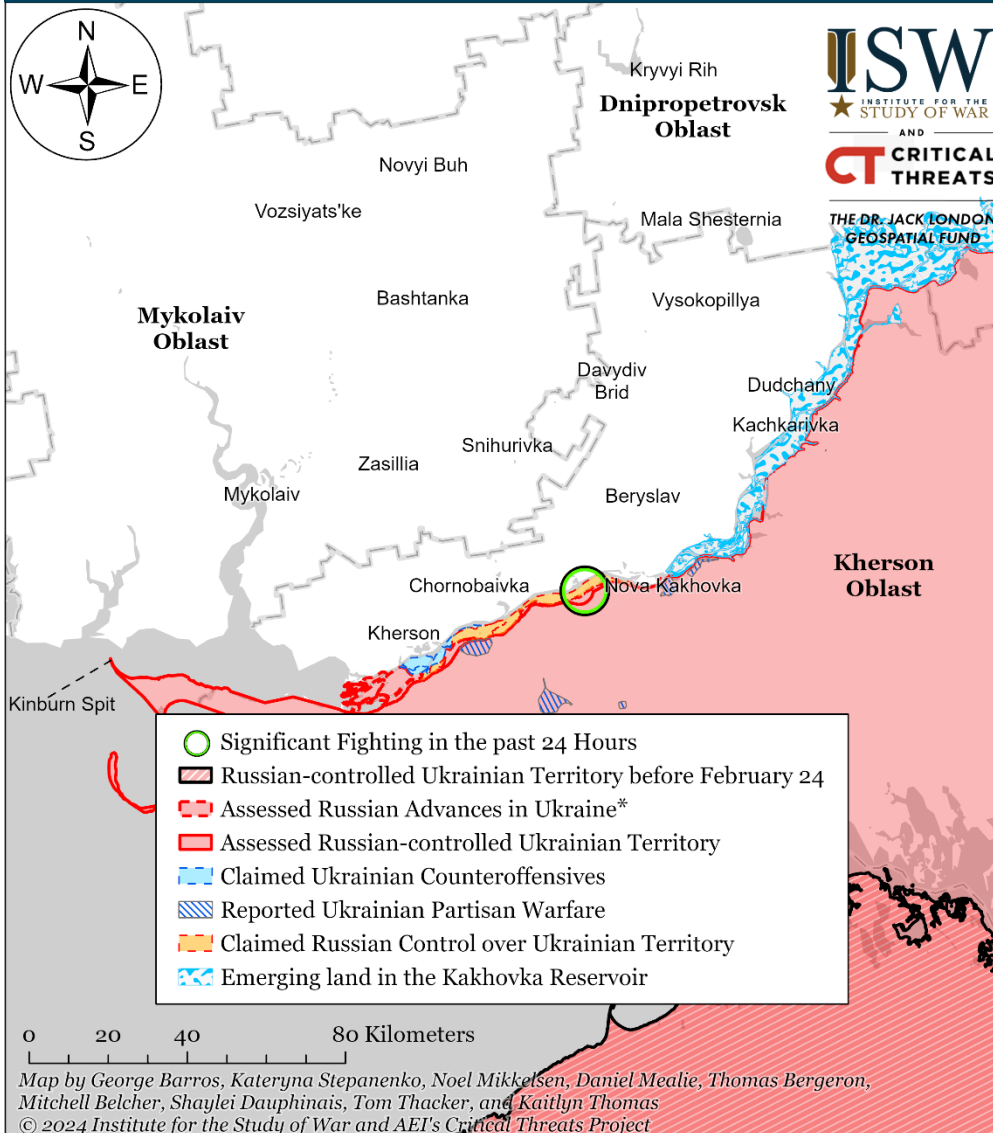 N
W
E
S
ISW
INSTITUTE FOR THE
STUDY OF WAR
AND
CT CRITICAL
THREATS
THE DR. JACK LONDON
GEOSPATIAL FUND
Kryvyi Rih
Dnipropetrovsk
Oblast
Novyi Buh
Vozsiyats'ke
Mala Shesternia
Bashtanka
Vysokopillya
Mykolaiv
Oblast
Davydiv
Brid
Dudchany
Kachkarivka
Snihurivka
Zasillia
Mykolaiv
Beryslav
Kherson
Oblast
Chornobaivka
Nova Kakhovka
Kherson
Kinburn Spit
Significant Fighting in the past 24 Hours
Russian-controlled Ukrainian Territory before February 24
Assessed Russian Advances in Ukraine*
Assessed Russian-controlled Ukrainian Territory
Claimed Ukrainian Counteroffensives
Reported Ukrainian Partisan Warfare
Claimed Russian Control over Ukrainian Territory
Emerging land in the Kakhovka Reservoir
0 20 40 80 Kilometers
Map by George Barros, Kateryna Stepanenko, Noel Mikkelsen, Daniel Mealie, Thomas Bergeron,
Mitchell Belcher, Shaylei Dauphinais, Tom Thacker, and Kaitlyn Thomas
© 2024 Institute for the Study of War and AEI's Critical Threats Project